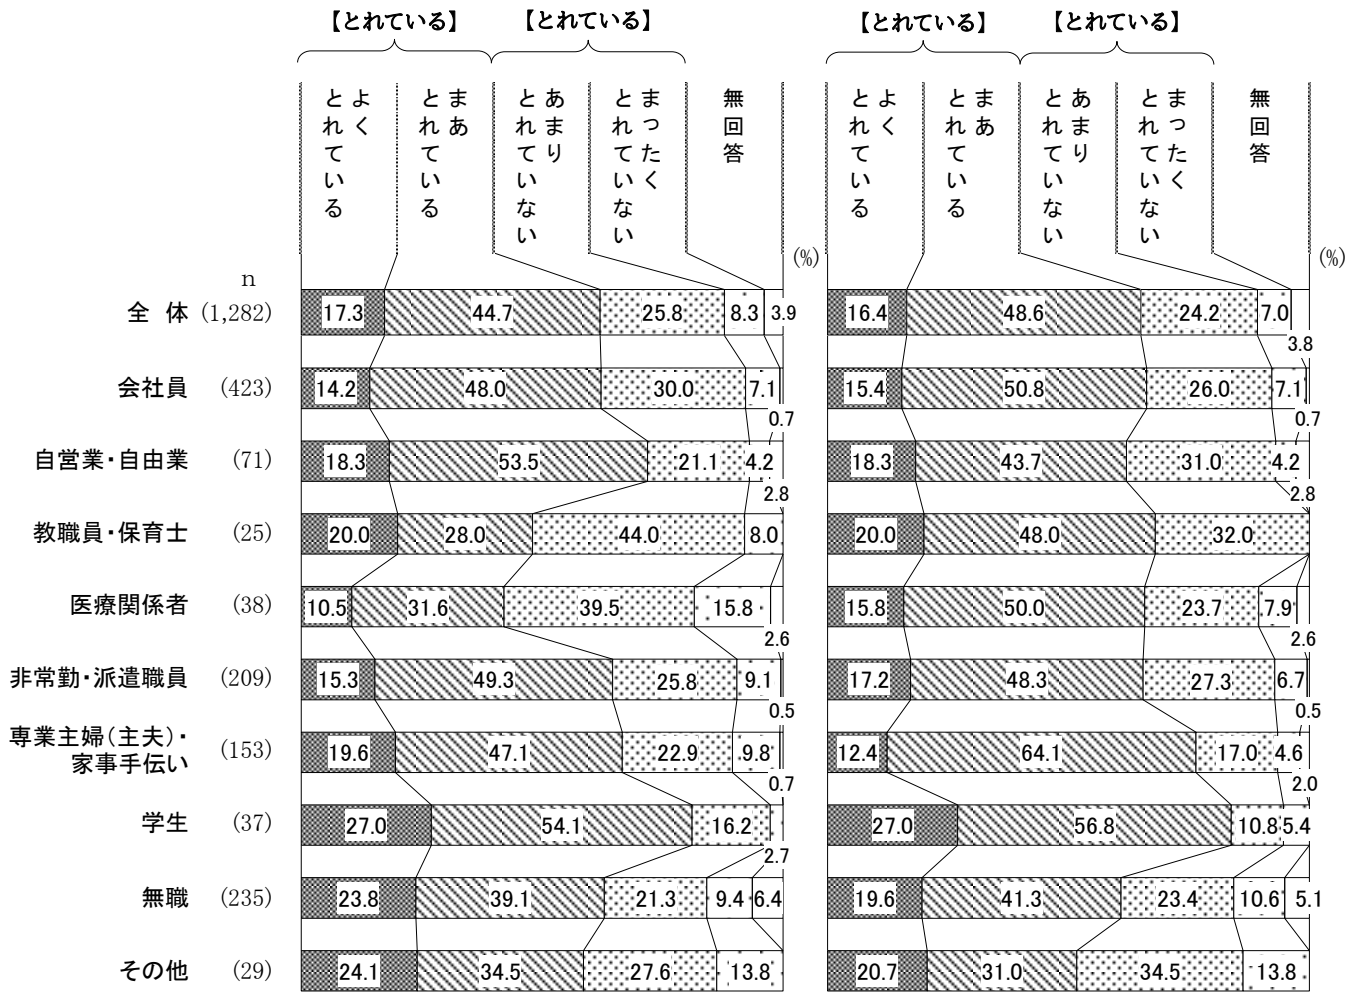 【とれている】 【とれている】 【とれている】 【とれている】
よく
とれている
まあ
とれている
あまり
とれていない
まったく
とれていない
無回答
よく
とれている
まあ
とれている
あまり
とれていない
まったく
とれていない
無回答
(%) (%)
n
全 体 (1,282) 17.3 44.7 25.8 8.3 3.9 16.4 48.6 24.2 7.0 3.8
会社員 (423) 14.2 48.0 30.0 7.1 0.7 15.4 50.8 26.0 7.1 0.7
自営業・自由業 (71) 18.3 53.5 21.1 4.2 2.8 18.3 43.7 31.0 4.2 2.8
教職員・保育士 (25) 20.0 28.0 44.0 8.0 20.0 48.0 32.0
医療関係者 (38) 10.5 31.6 39.5 15.8 2.6 15.8 50.0 23.7 7.9 2.6
非常勤・派遣職員 (209) 15.3 49.3 25.8 9.1 0.5 17.2 48.3 27.3 6.7 0.5
専業主婦(主夫)・
家事手伝い (153) 19.6 47.1 22.9 9.8 0.7 12.4 64.1 17.0 4.6 2.0
学生 (37) 27.0 54.1 16.2 2.7 27.0 56.8 10.8 5.4
無職 (235) 23.8 39.1 21.3 9.4 6.4 19.6 41.3 23.4 10.6 5.1
その他 (29) 24.1 34.5 27.6 13.8 20.7 31.0 34.5 13.8